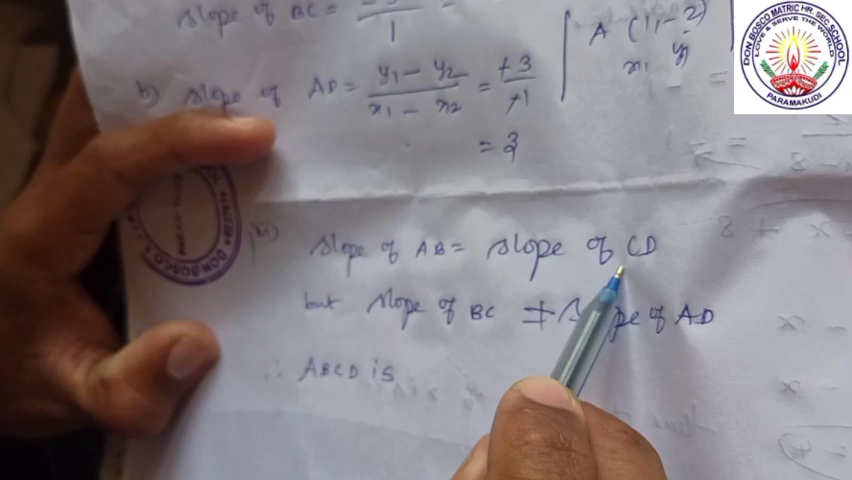 slope of BC = —— =
1
A (1, -2)
x1 y1
b) slope of AD = y1 - y2 / x1 - x2 = +3 / +1
= 3
iii) slope of AB = slope of CD
but slope of BC ≠ slope of AD
∴ ABCD is
DON BOSCO MATRIC HR. SEC SCHOOL
LOVE & SERVE THE WORLD
PARAMAKUDI